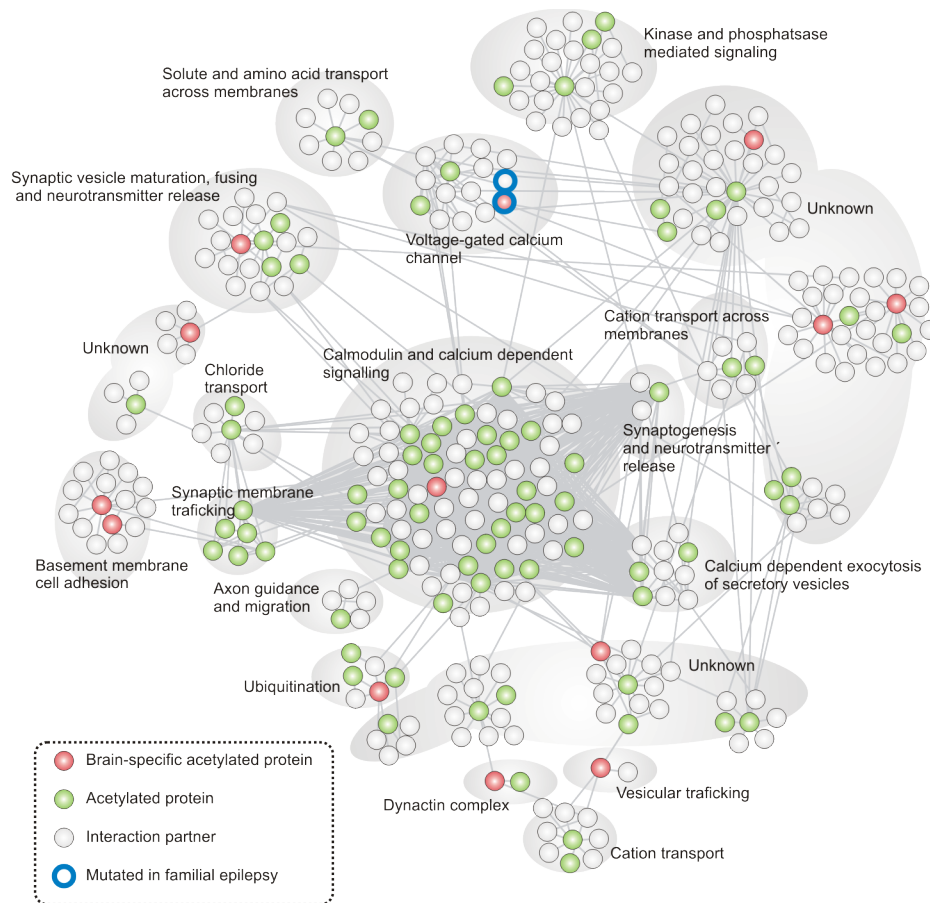 Kinase and phosphatsase
mediated signaling
Solute and amino acid transport
across membranes
Synaptic vesicle maturation, fusing
and neurotransmitter release
Unknown
Voltage-gated calcium
channel
Cation transport across
membranes
Unknown
Calmodulin and calcium dependent
signalling
Chloride
transport
Synaptogenesis
and neurotransmitter ´
release
Synaptic membrane
traficking
Basement membrane
cell adhesion
Calcium dependent exocytosis
of secretory vesicles
Axon guidance
and migration
Unknown
Ubiquitination
Brain-specific acetylated protein
Acetylated protein
Interaction partner
Mutated in familial epilepsy
Dynactin complex
Vesicular traficking
Cation transport